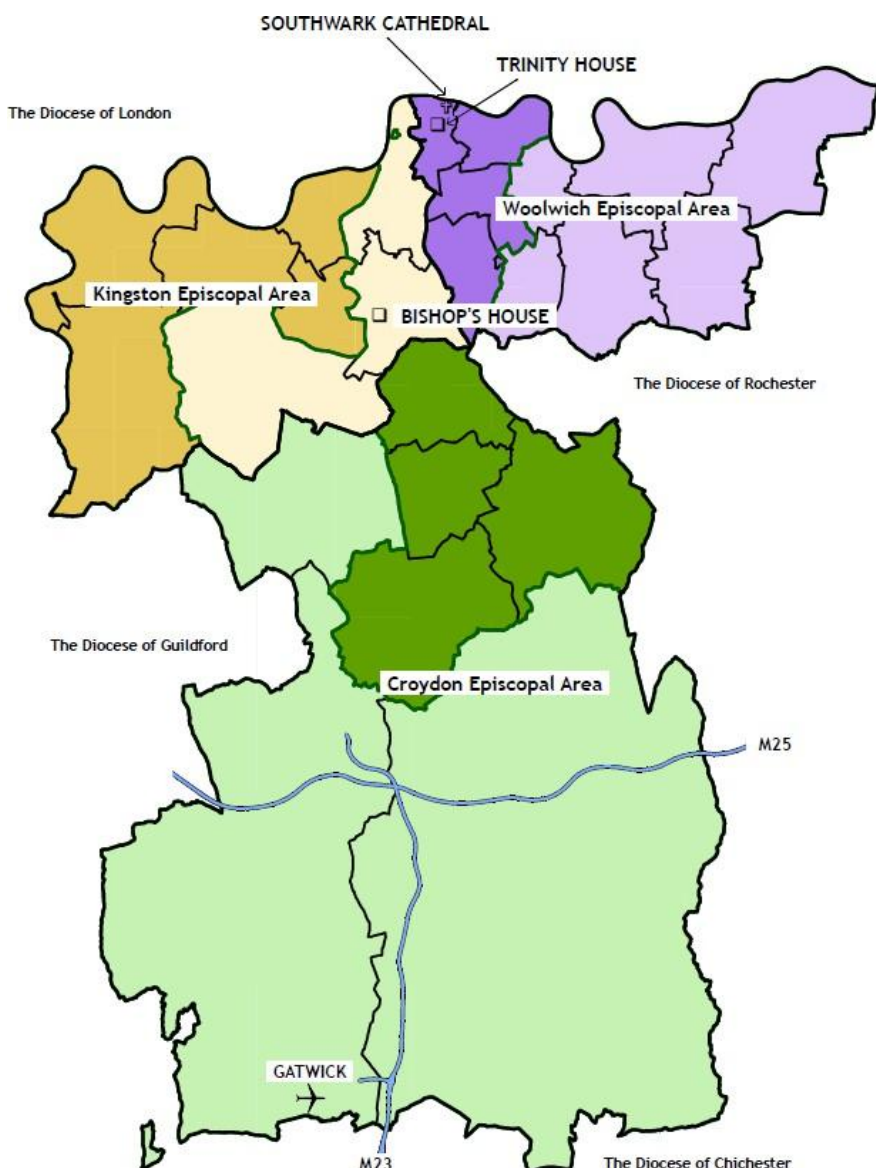 SOUTHWARK CATHEDRAL
TRINITY HOUSE
The Diocese of London
Woolwich Episcopal Area
Kingston Episcopal Area
BISHOP'S HOUSE
The Diocese of Rochester
The Diocese of Guildford
Croydon Episcopal Area
M25
GATWICK
M23
The Diocese of Chichester